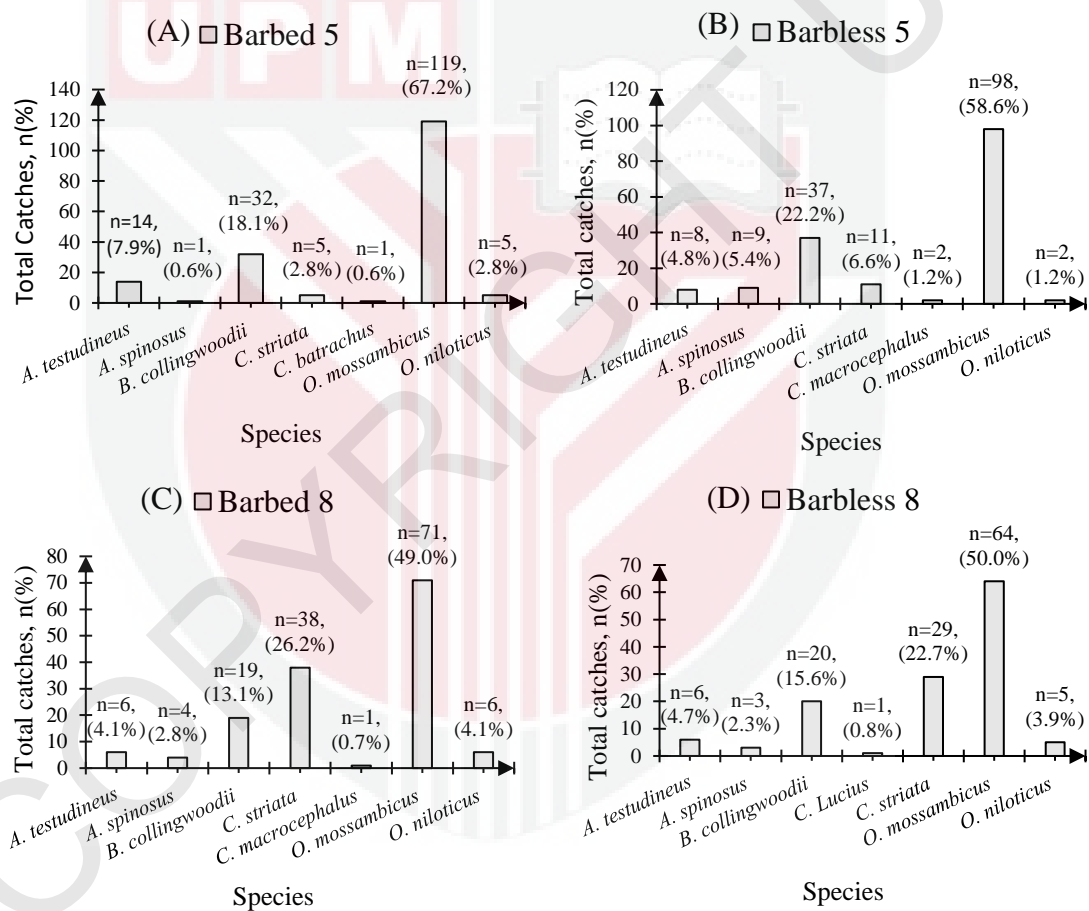 UPM
COPYRIGHT U
(A) Barbed 5
Total Catches, n(%)
140
120
100
80
60
40
20
0
n=14,
(7.9%)
n=1,
(0.6%)
n=32,
(18.1%)
n=5,
(2.8%)
n=1,
(0.6%)
n=119,
(67.2%)
n=5,
(2.8%)
A. testudineus
A. spinosus
B. collingwoodii
C. striata
C. batrachus
O. mossambicus
O. niloticus
Species
(B) Barbless 5
Total catches, n(%)
120
100
80
60
40
20
0
n=8,
(4.8%)
n=9,
(5.4%)
n=37,
(22.2%)
n=11,
(6.6%)
n=2,
(1.2%)
n=98,
(58.6%)
n=2,
(1.2%)
A. testudineus
A. spinosus
B. collingwoodii
C. striata
C. macrocephalus
O. mossambicus
O. niloticus
Species
(C) Barbed 8
Total catches, n(%)
80
70
60
50
40
30
20
10
0
n=6,
(4.1%)
n=4,
(2.8%)
n=19,
(13.1%)
n=38,
(26.2%)
n=1,
(0.7%)
n=71,
(49.0%)
n=6,
(4.1%)
A. testudineus
A. spinosus
B. collingwoodii
C. striata
C. macrocephalus
O. mossambicus
O. niloticus
Species
(D) Barbless 8
Total catches, n(%)
70
60
50
40
30
20
10
0
n=6,
(4.7%)
n=3,
(2.3%)
n=20,
(15.6%)
n=1,
(0.8%)
n=29,
(22.7%)
n=64,
(50.0%)
n=5,
(3.9%)
A. testudineus
A. spinosus
B. collingwoodii
C. Lucius
C. striata
O. mossambicus
O. niloticus
Species